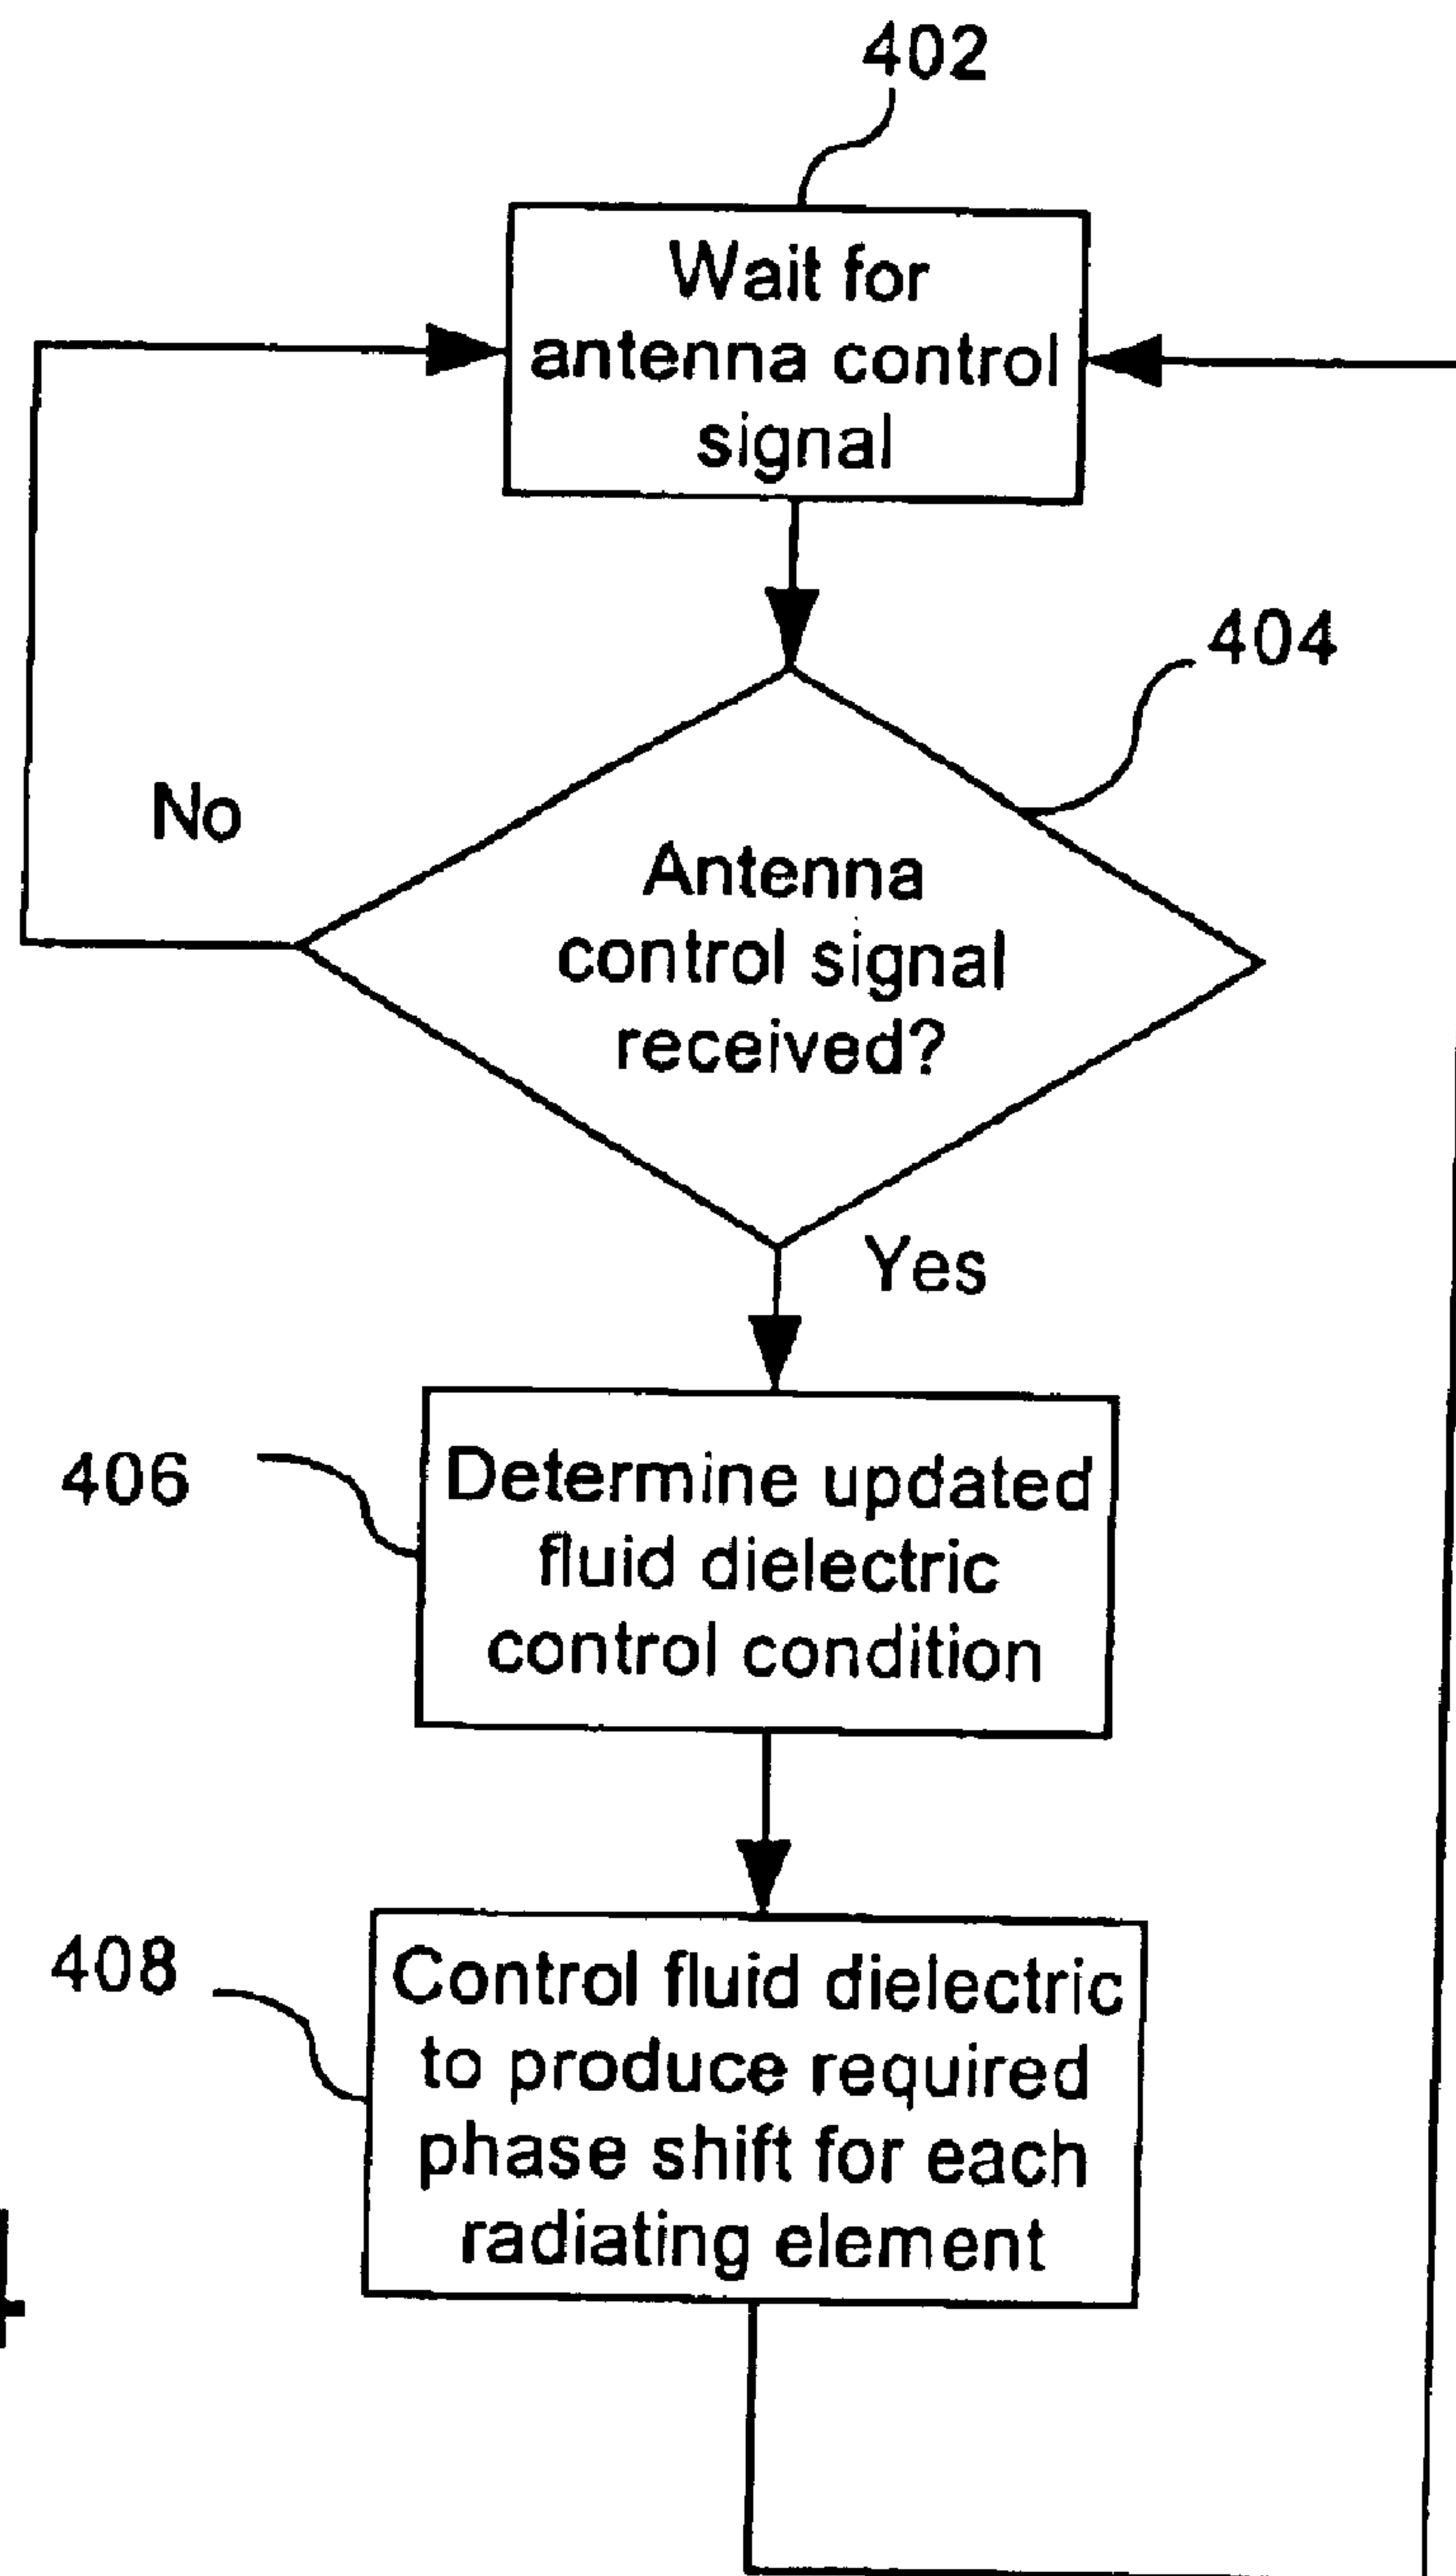 402
Wait for
antenna control
signal
404
No
Antenna
control signal
received?
Yes
406
Determine updated
fluid dielectric
control condition
408
Control fluid dielectric
to produce required
phase shift for each
radiating element